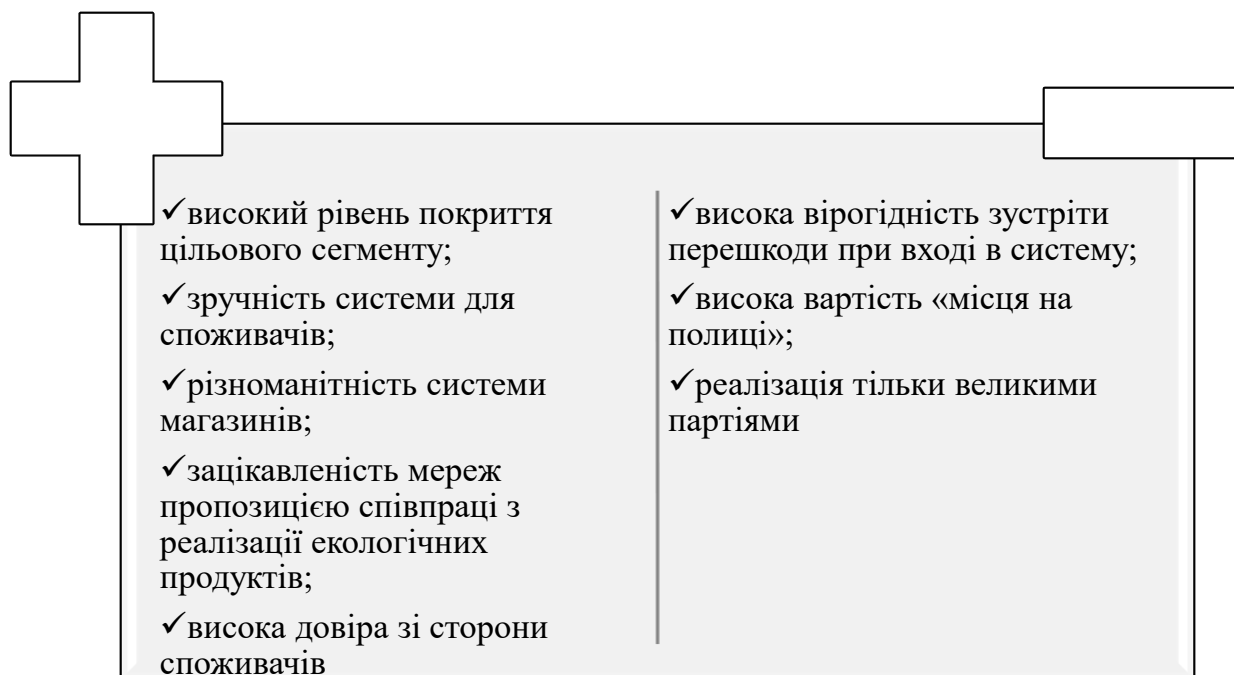 ✓високий рівень покриття
цільового сегменту;
✓зручність системи для
споживачів;
✓різноманітність системи
магазинів;
✓зацікавленість мереж
пропозицією співпраці з
реалізації екологічних
продуктів;
✓висока довіра зі сторони
споживачів
✓висока вірогідність зустріти
перешкоди при вході в систему;
✓висока вартість «місця на
полиці»;
✓реалізація тільки великими
партіями